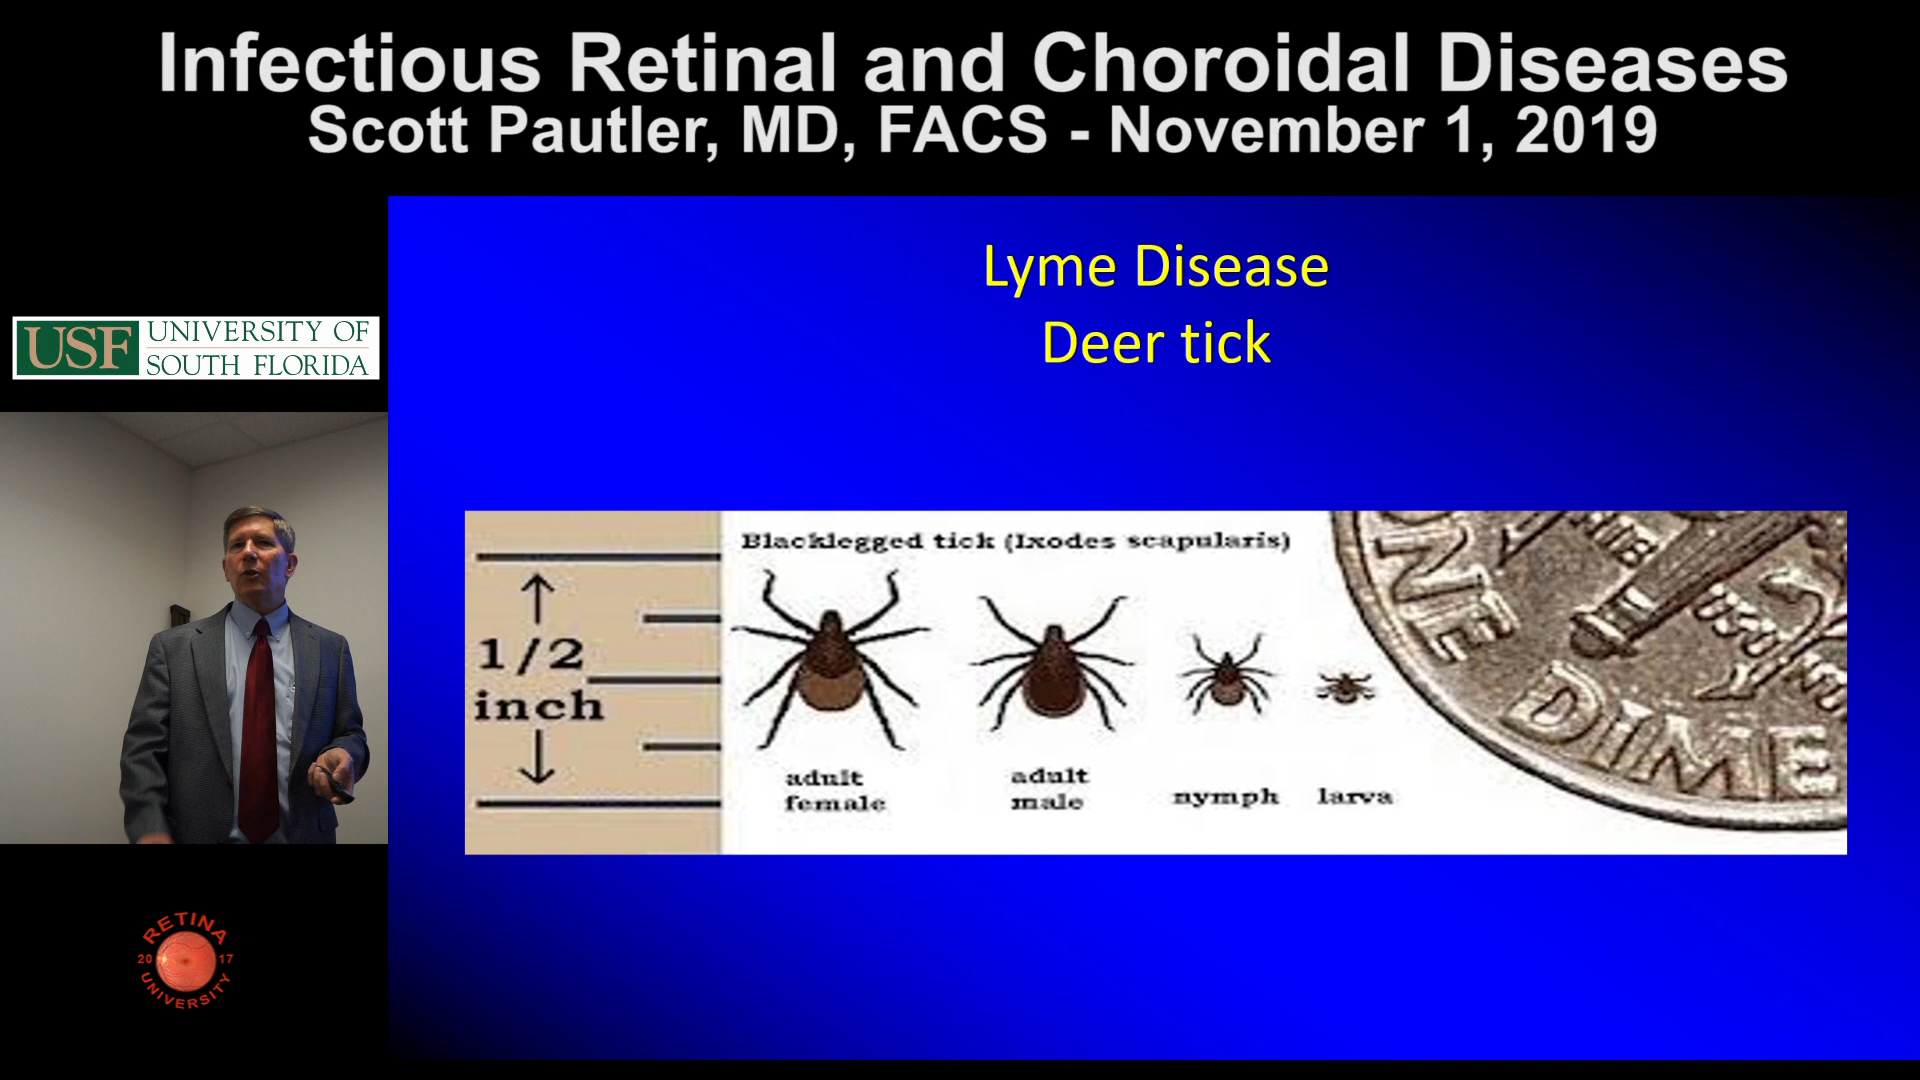 Infectious Retinal and Choroidal Diseases
Scott Pautler, MD, FACS - November 1, 2019
USF UNIVERSITY OF
SOUTH FLORIDA
Lyme Disease
Deer tick
1/2
inch
Blacklegged tick (Ixodes scapularis)
adult
female
adult
male
nymph
larva
ONE DIME
RETINA
20 17
UNIVERSITY